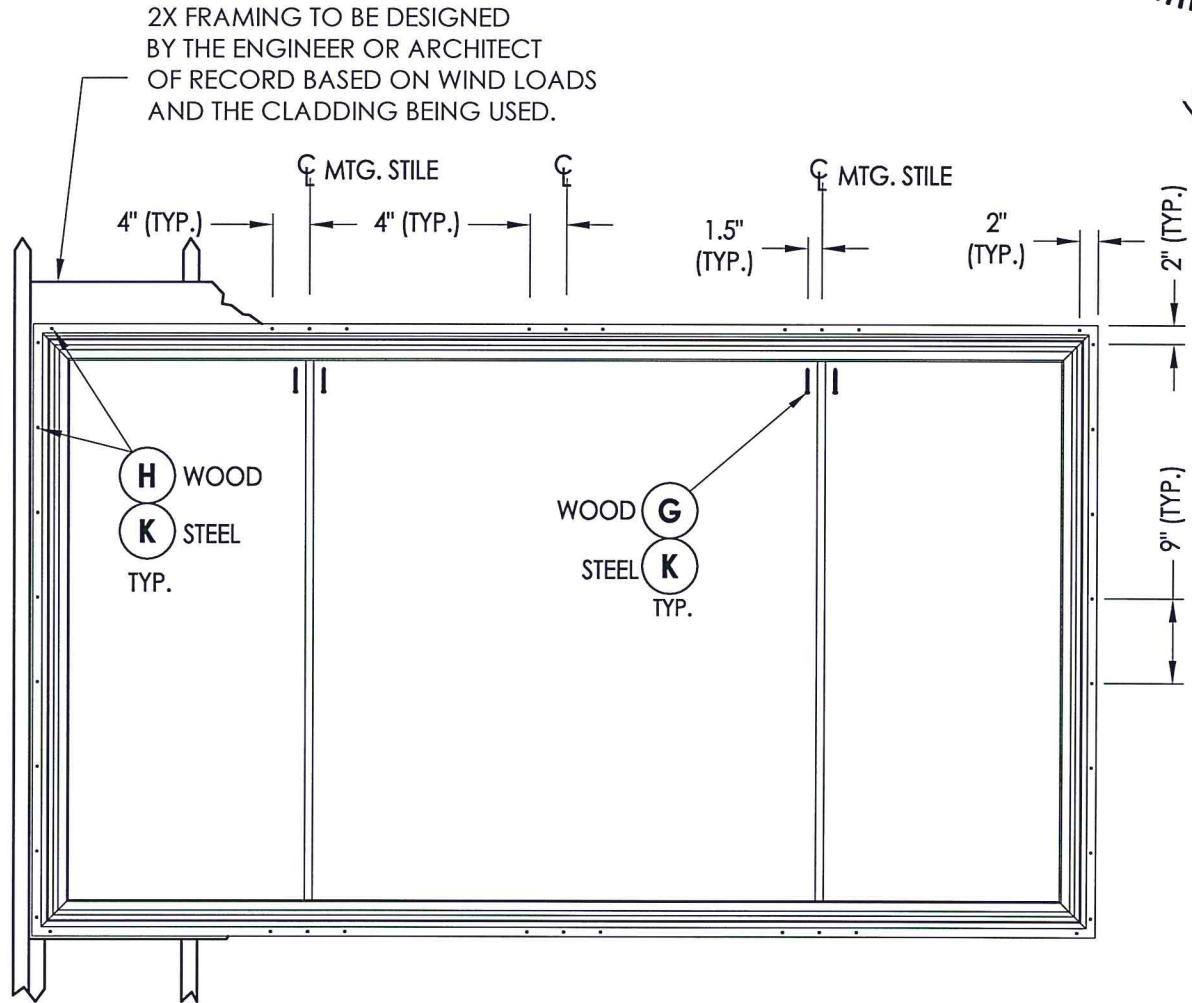 2X FRAMING TO BE DESIGNED
BY THE ENGINEER OR ARCHITECT
OF RECORD BASED ON WIND LOADS
AND THE CLADDING BEING USED.
℄ MTG. STILE
℄
℄ MTG. STILE
4" (TYP.)
4" (TYP.)
1.5"
(TYP.)
2"
(TYP.)
2" (TYP.)
H WOOD
K STEEL
TYP.
WOOD G
STEEL K
TYP.
9" (TYP.)